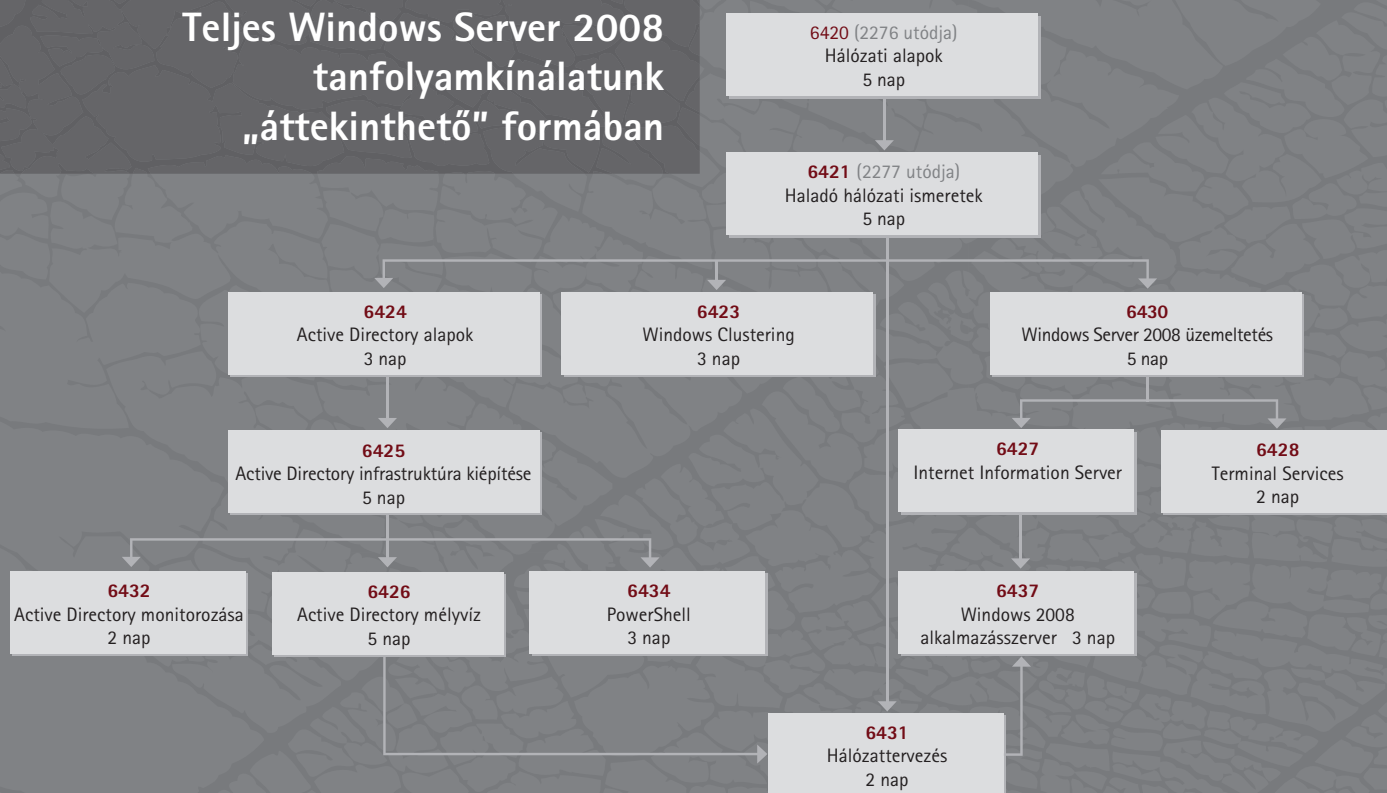 Teljes Windows Server 2008
tanfolyamkínálatunk
„áttekinthető” formában
6420 (2276 utódja)
Hálózati alapok
5 nap
6421 (2277 utódja)
Haladó hálózati ismeretek
5 nap
6424
Active Directory alapok
3 nap
6423
Windows Clustering
3 nap
6430
Windows Server 2008 üzemeltetés
5 nap
6425
Active Directory infrastruktúra kiépítése
5 nap
6427
Internet Information Server
6428
Terminal Services
2 nap
6432
Active Directory monitorozása
2 nap
6426
Active Directory mélyvíz
5 nap
6434
PowerShell
3 nap
6437
Windows 2008
alkalmazásszerver 3 nap
6431
Hálózattervezés
2 nap